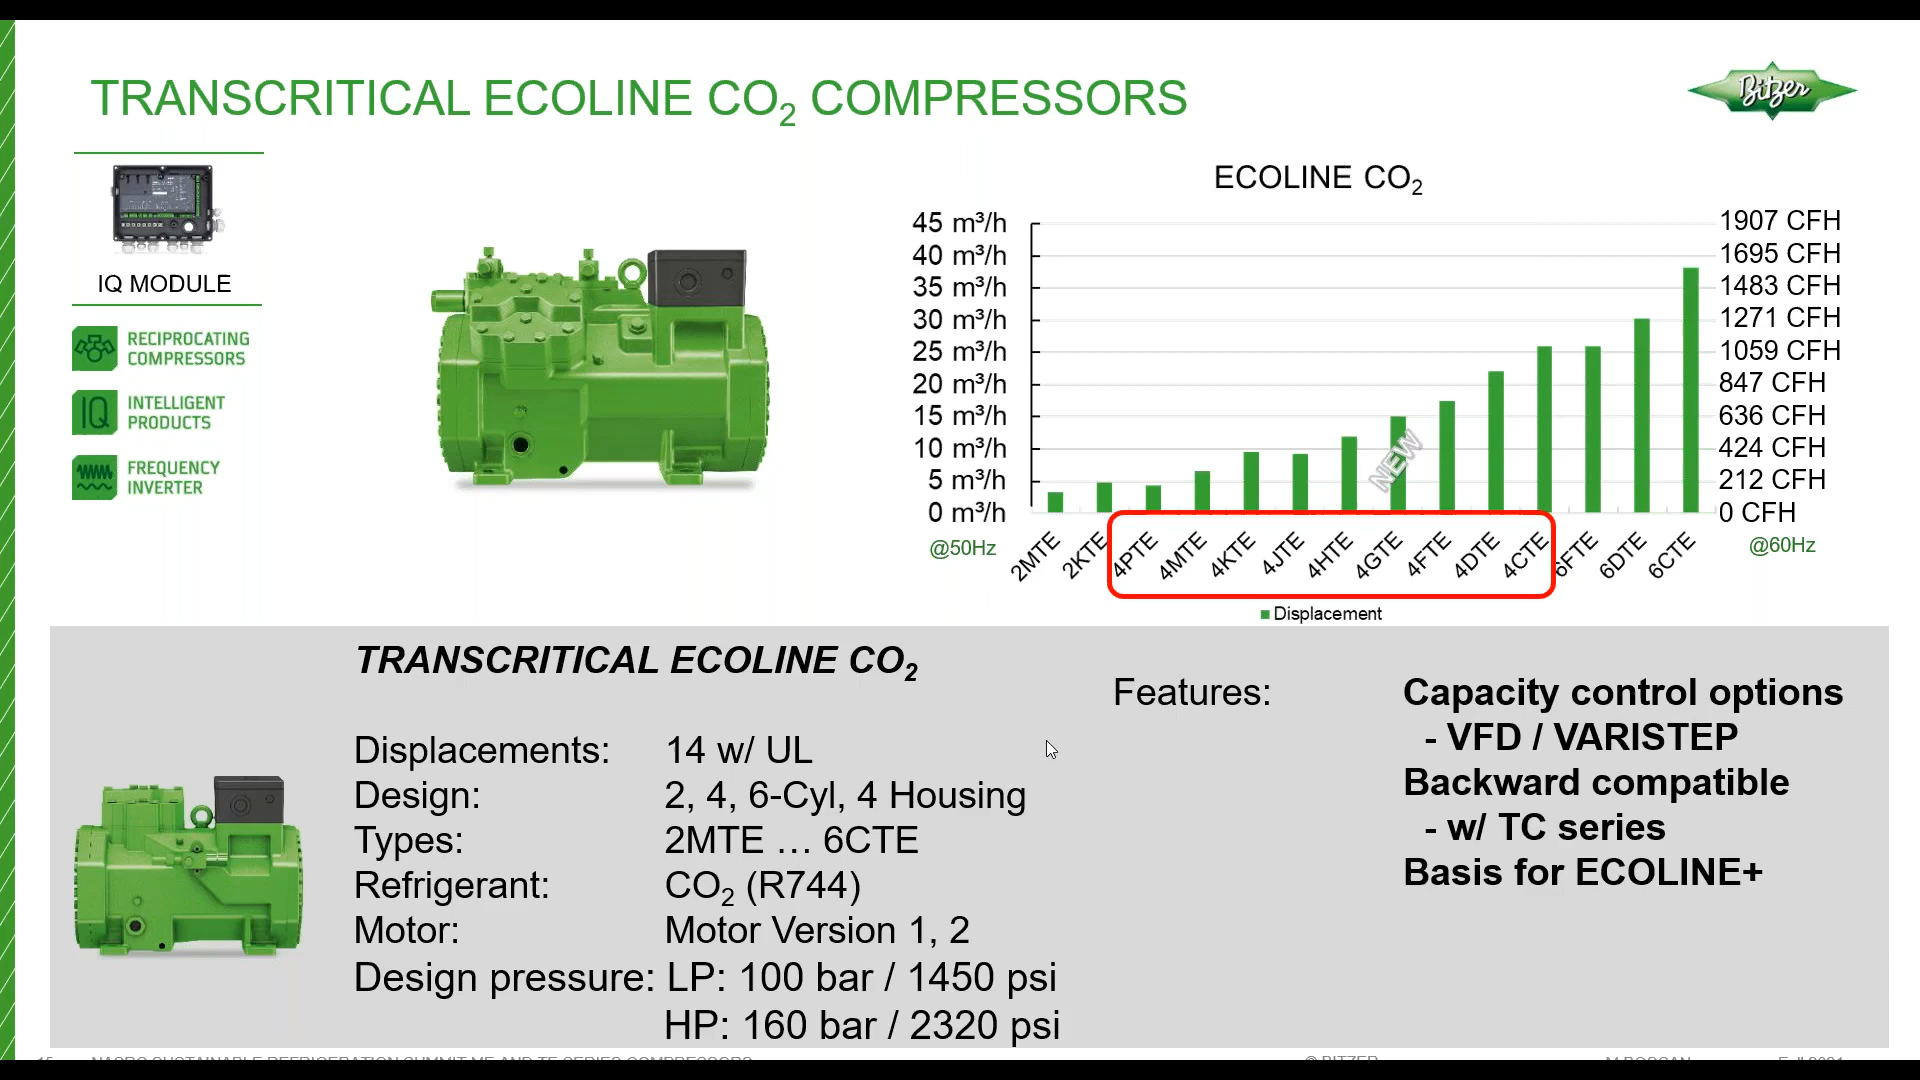 TRANSCRITICAL ECOLINE CO₂ COMPRESSORS
Bitzer
IQ MODULE
RECIPROCATING
COMPRESSORS
IQ
INTELLIGENT
PRODUCTS
FREQUENCY
INVERTER
ECOLINE CO₂
45 m³/h
40 m³/h
35 m³/h
30 m³/h
25 m³/h
20 m³/h
15 m³/h
10 m³/h
5 m³/h
0 m³/h
@50Hz
1907 CFH
1695 CFH
1483 CFH
1271 CFH
1059 CFH
847 CFH
636 CFH
424 CFH
212 CFH
0 CFH
@60Hz
NEW
2MTE
2KTE
4PTE
4MTE
4KTE
4JTE
4HTE
4GTE
4FTE
4DTE
4CTE
6FTE
6DTE
6CTE
Displacement
TRANSCRITICAL ECOLINE CO₂
Displacements: 14 w/ UL
Design: 2, 4, 6-Cyl, 4 Housing
Types: 2MTE … 6CTE
Refrigerant: CO₂ (R744)
Motor: Motor Version 1, 2
Design pressure: LP: 100 bar / 1450 psi
HP: 160 bar / 2320 psi
Features: Capacity control options
- VFD / VARISTEP
Backward compatible
- w/ TC series
Basis for ECOLINE+